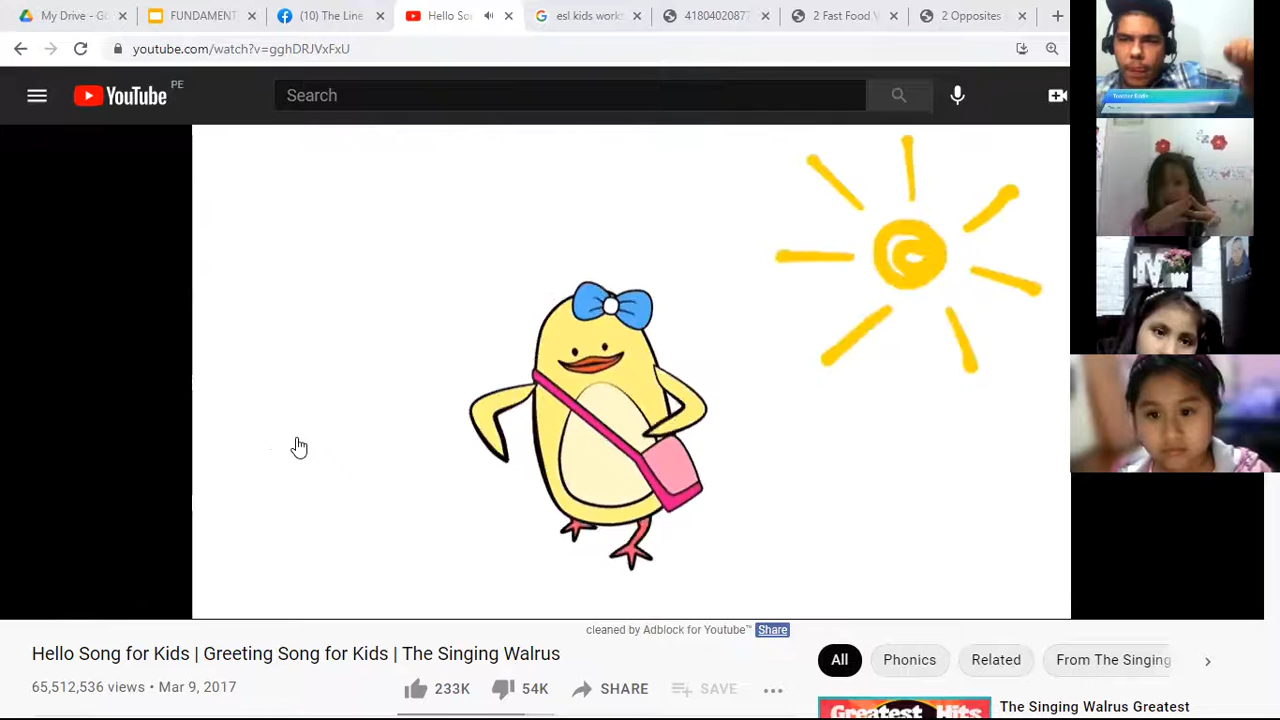 My Drive - G
FUNDAMENT
(10) The Line
Hello So
esl kids work
4180402087
2 Fast Food V
2 Opposites
youtube.com/watch?v=gghDRJVxFxU
YouTube
PE
Search
cleaned by Adblock for Youtube™ Share
Hello Song for Kids | Greeting Song for Kids | The Singing Walrus
65,512,536 views • Mar 9, 2017
233K
54K
SHARE
SAVE
All
Phonics
Related
From The Singing
Greatest Hits
The Singing Walrus Greatest